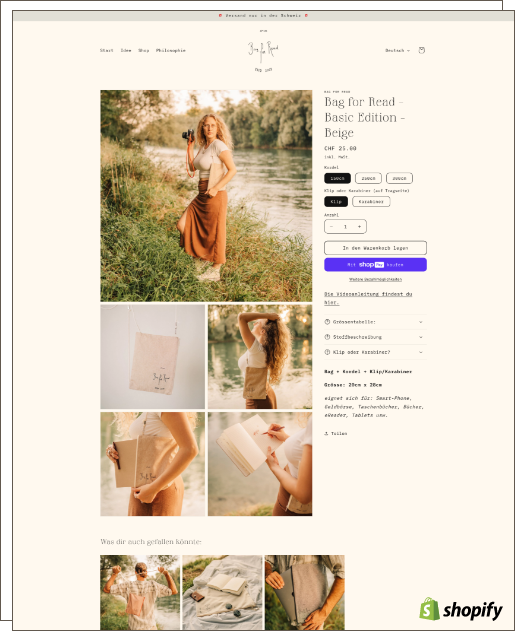 Versand nur in der Schweiz
Start Idee Shop Philosophie
Bag for Read
Deutsch
BAG FOR READ
Bag for Read -
Basic Edition -
Beige
CHF 25.00
inkl. MwSt.
Kordel
Klip oder Karabiner (auf Tragseite)
Klip Karabiner
Anzahl
− 1 +
In den Warenkorb legen
Mit shop Pay kaufen
Weitere Bezahlmöglichkeiten
Die Videoanleitung findest du
hier.
Grössentabelle:
Stoffbeschreibung
Klip oder Karabiner?
Bag + Kordel + Klip/Karabiner
Grösse: 29cm x 28cm
eignet sich für: Smart-Phone,
Geldbörse, Taschenbücher, Bücher,
eReader, Tablets usw.
Teilen
Was dir auch gefallen könnte:
shopify